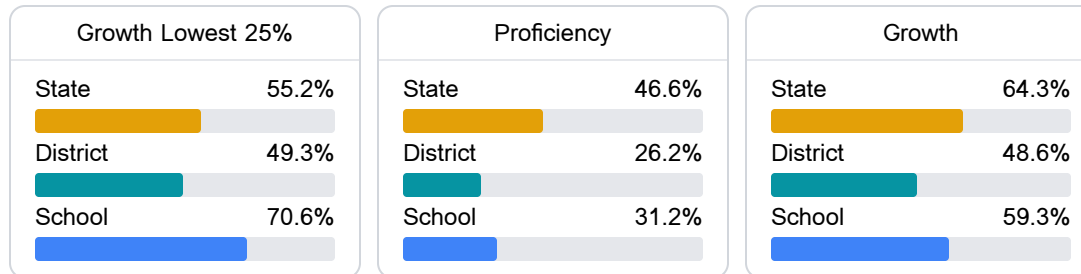 Growth Lowest 25%
State 55.2%
District 49.3%
School 70.6%
Proficiency
State 46.6%
District 26.2%
School 31.2%
Growth
State 64.3%
District 48.6%
School 59.3%